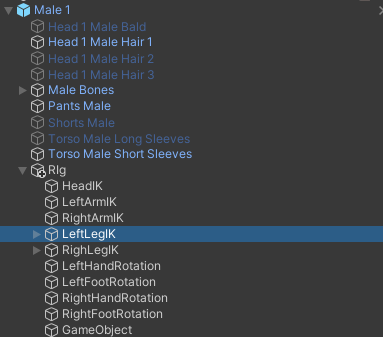 Male 1
Head 1 Male Bald
Head 1 Male Hair 1
Head 1 Male Hair 2
Head 1 Male Hair 3
Male Bones
Pants Male
Shorts Male
Torso Male Long Sleeves
Torso Male Short Sleeves
RIg
HeadIK
LeftArmIK
RightArmIK
LeftLegIK
RighLegIK
LeftHandRotation
LeftFootRotation
RightHandRotation
RightFootRotation
GameObject